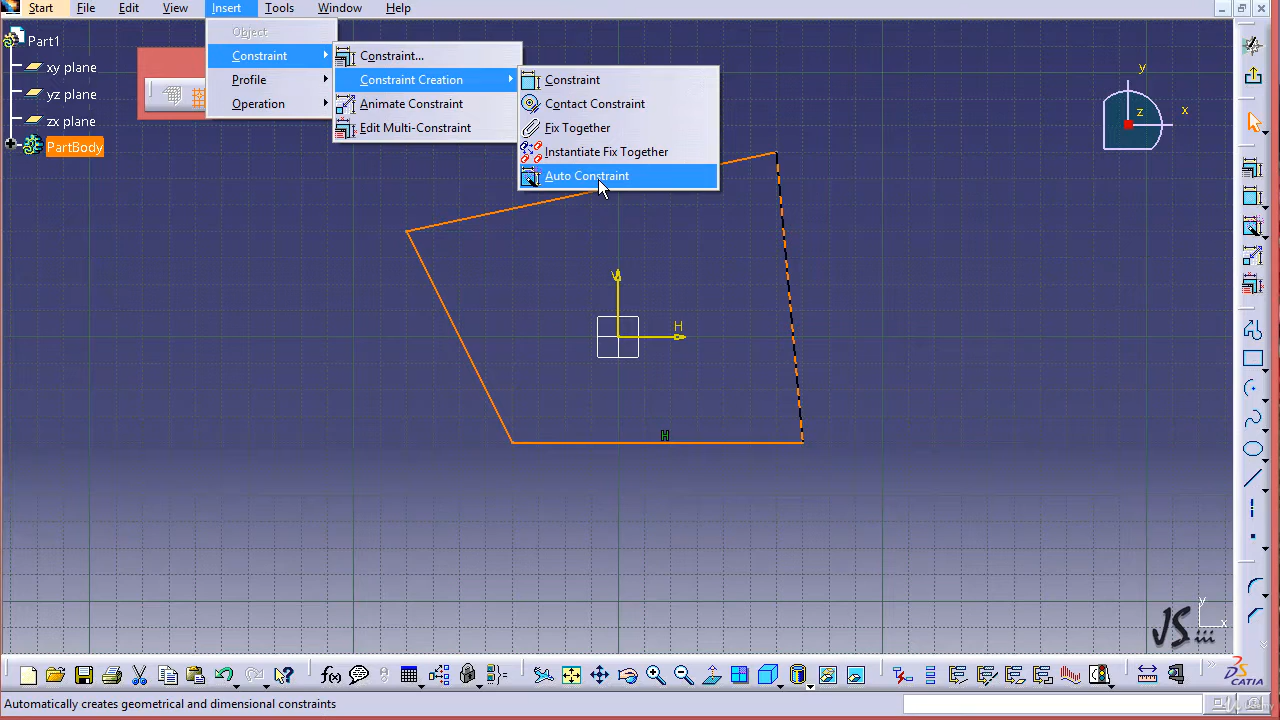 Start File Edit View Insert Tools Window Help
Part1
xy plane
yz plane
zx plane
PartBody
Object
Constraint
Profile
Operation
Constraint...
Constraint Creation
Animate Constraint
Edit Multi-Constraint
Constraint
Contact Constraint
Fix Together
Instantiate Fix Together
Auto Constraint
y
x
z
V
H
H
y
x
JS iii
f(x)
CATIA
Automatically creates geometrical and dimensional constraints